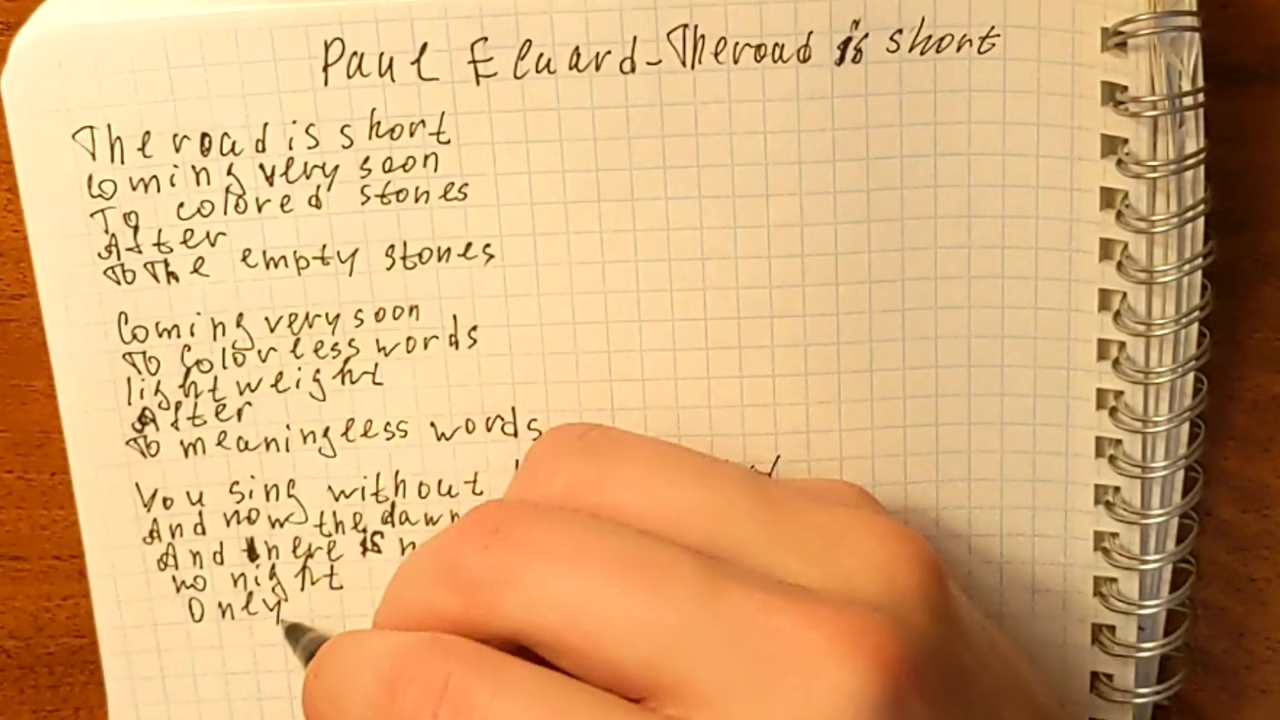 Paul Eluard-The road is short
The road is short
Coming very soon
To colored stones
After
To The empty stones
Coming very soon
To Colorless words
lightweight
After
To meaningless words
You sing without
And now the dawn
And there is
no night
Only